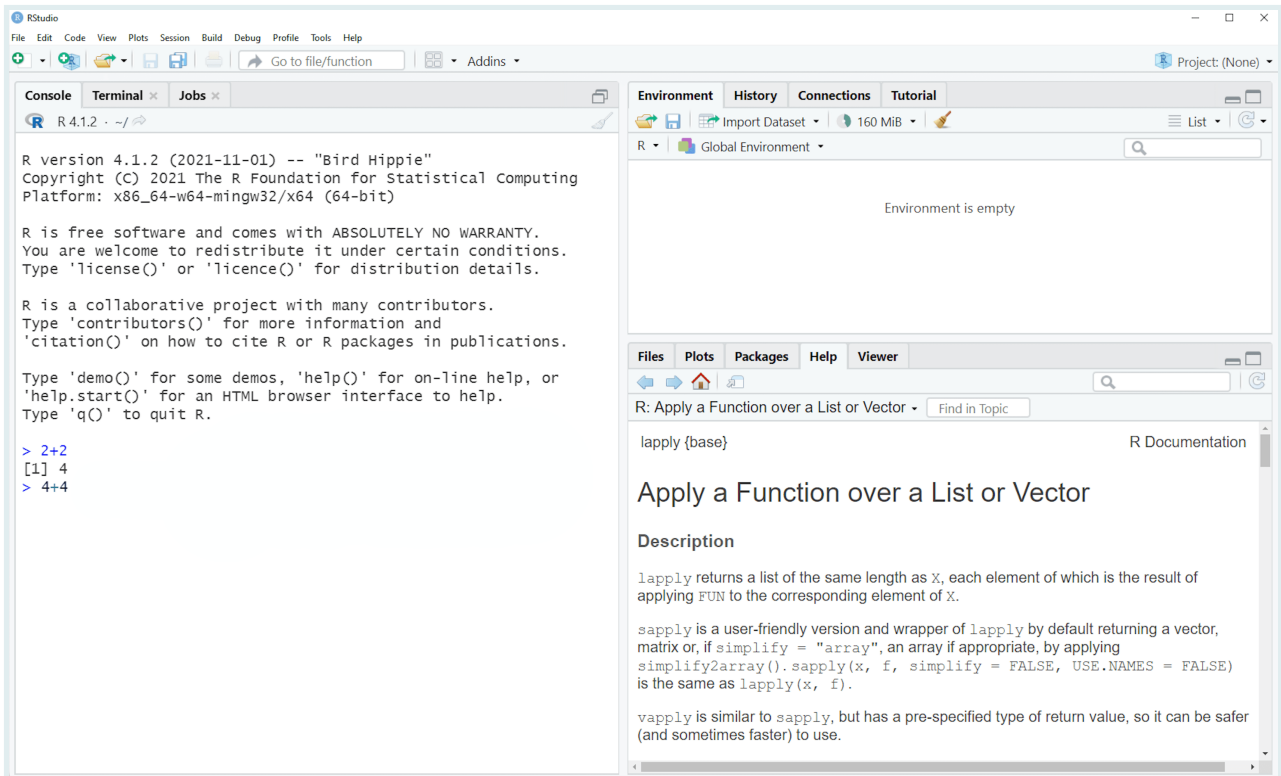 RStudio
File Edit Code View Plots Session Build Debug Profile Tools Help
Go to file/function Addins Project: (None)
Console Terminal Jobs
R 4.1.2 · ~/
R version 4.1.2 (2021-11-01) -- "Bird Hippie"
Copyright (C) 2021 The R Foundation for Statistical Computing
Platform: x86_64-w64-mingw32/x64 (64-bit)
R is free software and comes with ABSOLUTELY NO WARRANTY.
You are welcome to redistribute it under certain conditions.
Type 'license()' or 'licence()' for distribution details.
R is a collaborative project with many contributors.
Type 'contributors()' for more information and
'citation()' on how to cite R or R packages in publications.
Type 'demo()' for some demos, 'help()' for on-line help, or
'help.start()' for an HTML browser interface to help.
Type 'q()' to quit R.
> 2+2
[1] 4
> 4+4
Environment History Connections Tutorial
Import Dataset 160 MiB List
R Global Environment
Environment is empty
Files Plots Packages Help Viewer
R: Apply a Function over a List or Vector Find in Topic
lapply {base} R Documentation
Apply a Function over a List or Vector
Description
lapply returns a list of the same length as X, each element of which is the result of
applying FUN to the corresponding element of X.
sapply is a user-friendly version and wrapper of lapply by default returning a vector,
matrix or, if simplify = "array", an array if appropriate, by applying
simplify2array(). sapply(x, f, simplify = FALSE, USE.NAMES = FALSE)
is the same as lapply(x, f).
vapply is similar to sapply, but has a pre-specified type of return value, so it can be safer
(and sometimes faster) to use.